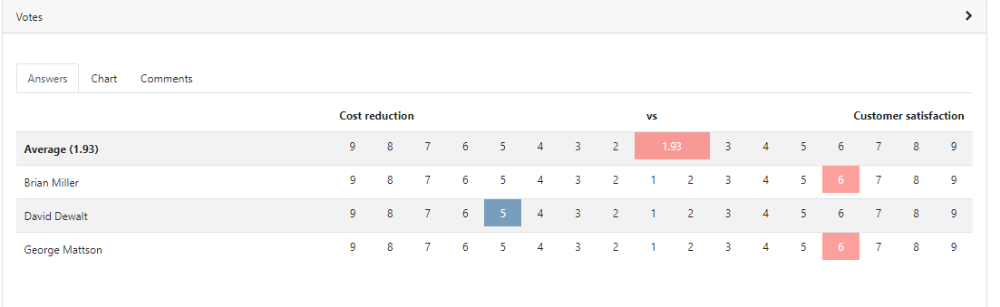 Votes
Answers Chart Comments
Cost reduction vs Customer satisfaction
Average (1.93) 9 8 7 6 5 4 3 2 1.93 3 4 5 6 7 8 9
Brian Miller 9 8 7 6 5 4 3 2 1 2 3 4 5 6 7 8 9
David Dewalt 9 8 7 6 5 4 3 2 1 2 3 4 5 6 7 8 9
George Mattson 9 8 7 6 5 4 3 2 1 2 3 4 5 6 7 8 9